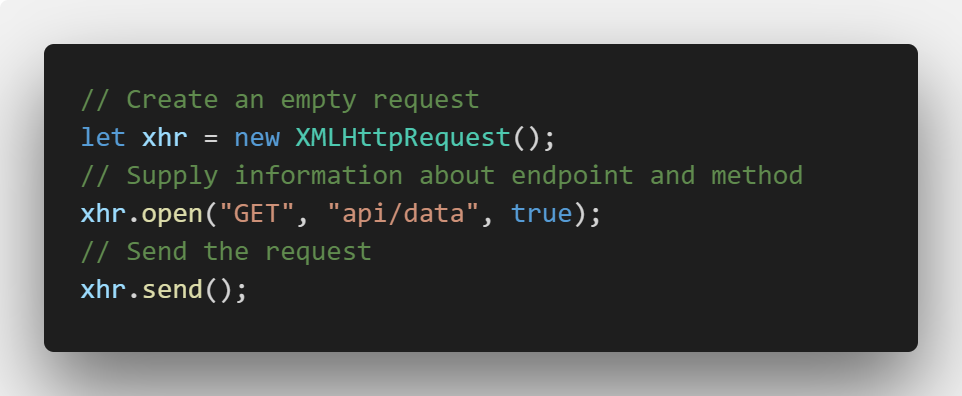 // Create an empty request
let xhr = new XMLHttpRequest();
// Supply information about endpoint and method
xhr.open("GET", "api/data", true);
// Send the request
xhr.send();